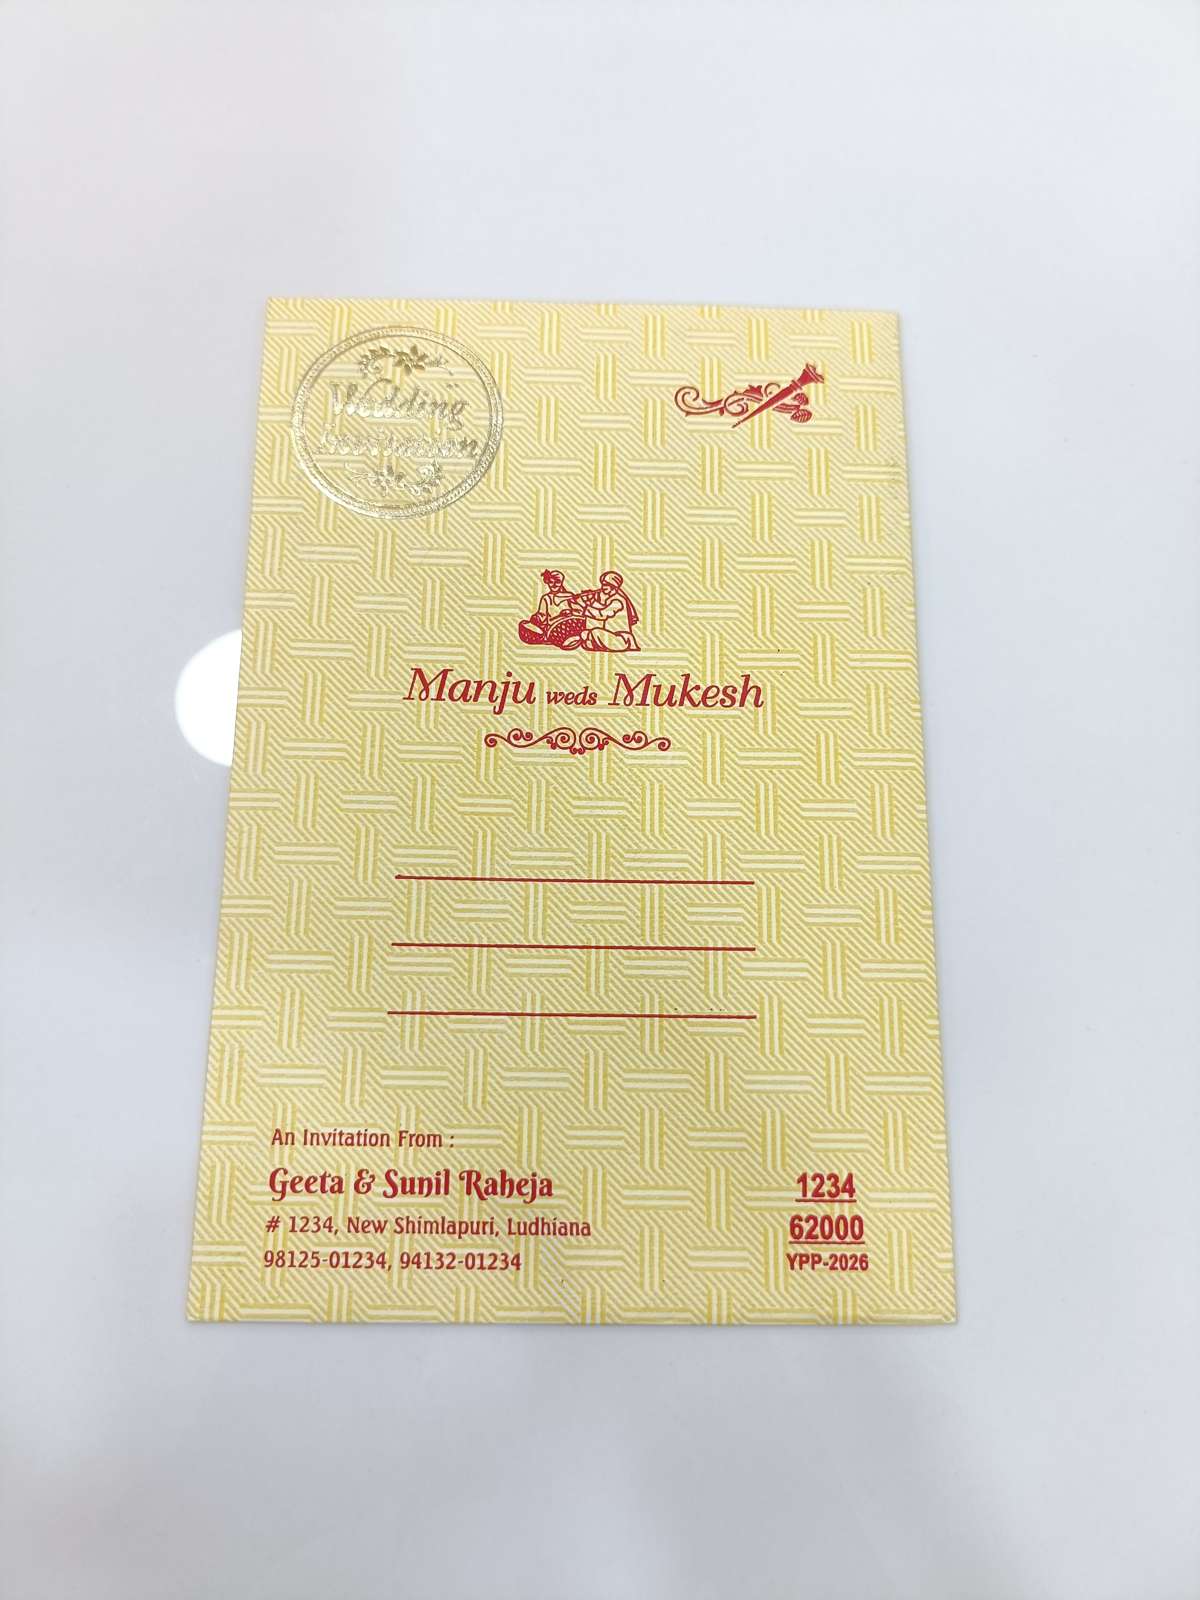 Wedding
Invitation
Manju weds Mukesh
An Invitation From :
Geeta & Sunil Raheja
# 1234, New Shimlapuri, Ludhiana
98125-01234, 94132-01234
1234
62000
YPP-2026